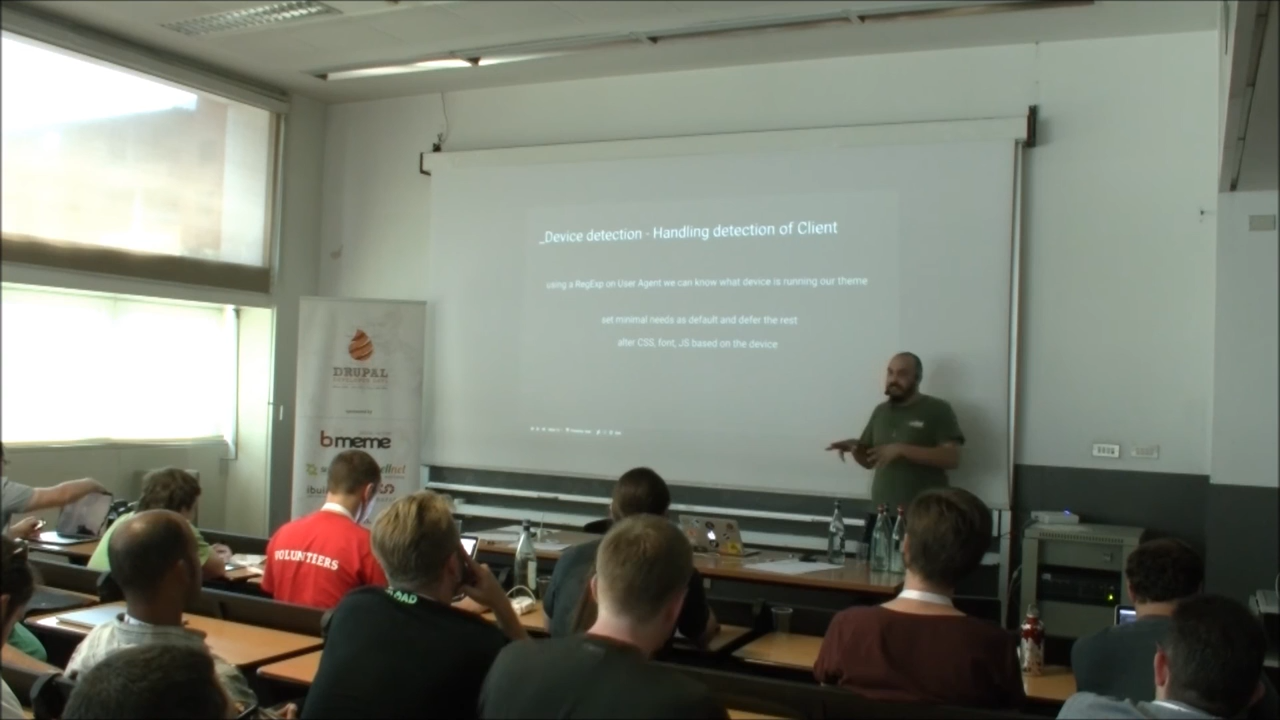 _Device detection - Handling detection of Client
using a RegExp on User Agent we can know what device is running our theme
set minimal needs as default and defer the rest
alter CSS, font, JS based on the device
DRUPAL
bmeme
VOLUNTIERS